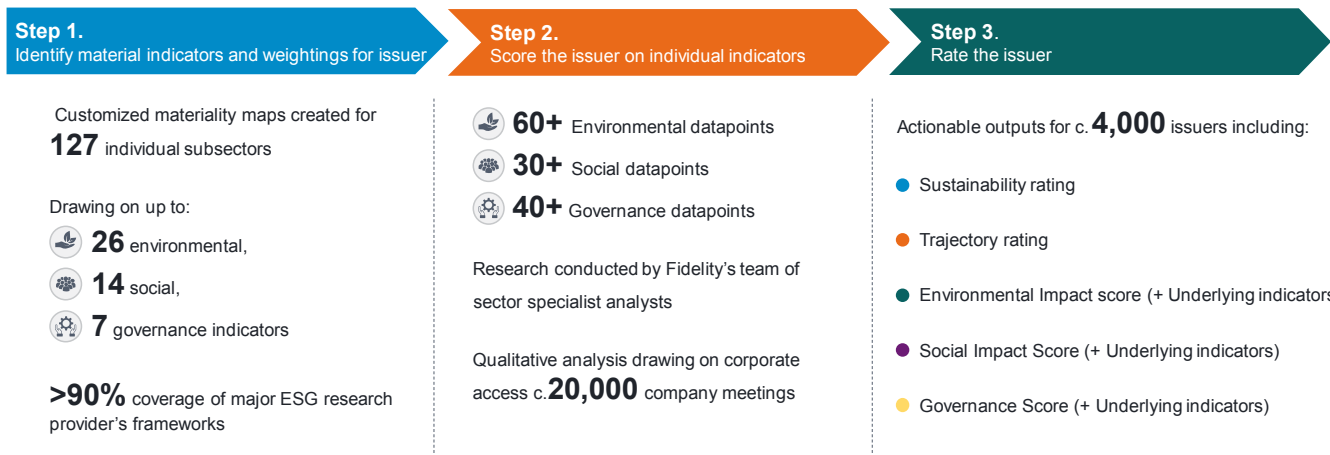 Step 1.
Identify material indicators and weightings for issuer
Customized materiality maps created for
127 individual subsectors
Drawing on up to:
26 environmental,
14 social,
7 governance indicators
>90% coverage of major ESG research
provider's frameworks
Step 2.
Score the issuer on individual indicators
60+ Environmental datapoints
30+ Social datapoints
40+ Governance datapoints
Research conducted by Fidelity's team of
sector specialist analysts
Qualitative analysis drawing on corporate
access c.20,000 company meetings
Step 3.
Rate the issuer
Actionable outputs for c. 4,000 issuers including:
Sustainability rating
Trajectory rating
Environmental Impact score (+ Underlying indicators
Social Impact Score (+ Underlying indicators)
Governance Score (+ Underlying indicators)